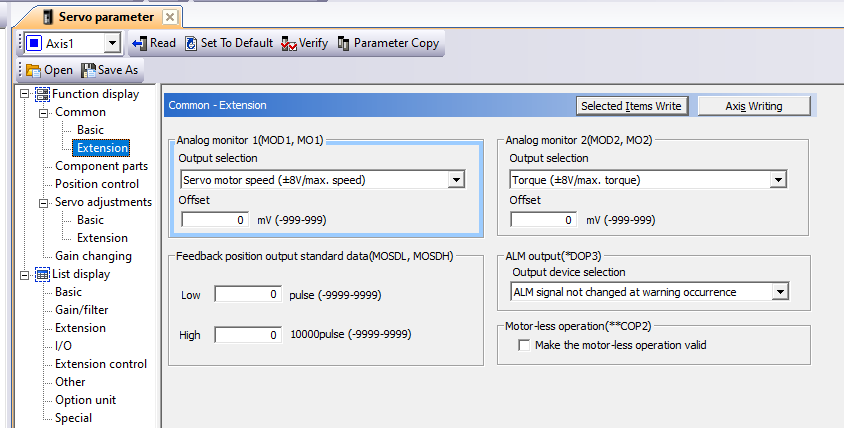 Servo parameter
Axis1 Read Set To Default Verify Parameter Copy
Open Save As
Function display
Common
Basic
Extension
Component parts
Position control
Servo adjustments
Basic
Extension
Gain changing
List display
Basic
Gain/filter
Extension
I/O
Extension control
Other
Option unit
Special
Common - Extension Selected Items Write Axis Writing
Analog monitor 1(MOD1, MO1)
Output selection
Servo motor speed (±8V/max. speed)
Offset
0 mV (-999-999)
Analog monitor 2(MOD2, MO2)
Output selection
Torque (±8V/max. torque)
Offset
0 mV (-999-999)
Feedback position output standard data(MOSDL, MOSDH)
Low 0 pulse (-9999-9999)
High 0 10000pulse (-9999-9999)
ALM output(*DOP3)
Output device selection
ALM signal not changed at warning occurrence
Motor-less operation(**COP2)
Make the motor-less operation valid